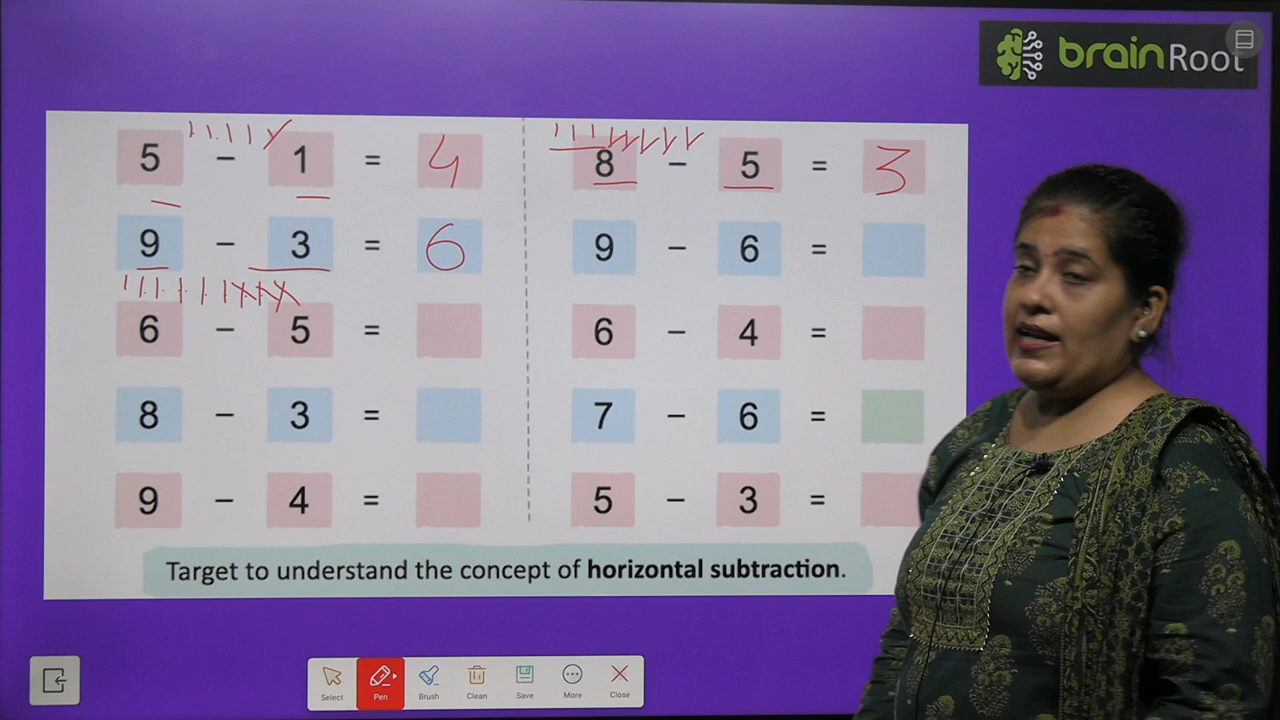 brainRoot
5 – 1 = 4
8 – 5 = 3
9 – 3 = 6
9 – 6 =
6 – 5 =
6 – 4 =
8 – 3 =
7 – 6 =
9 – 4 =
5 – 3 =
Target to understand the concept of horizontal subtraction.
Select Pen Brush Clean Save More Close